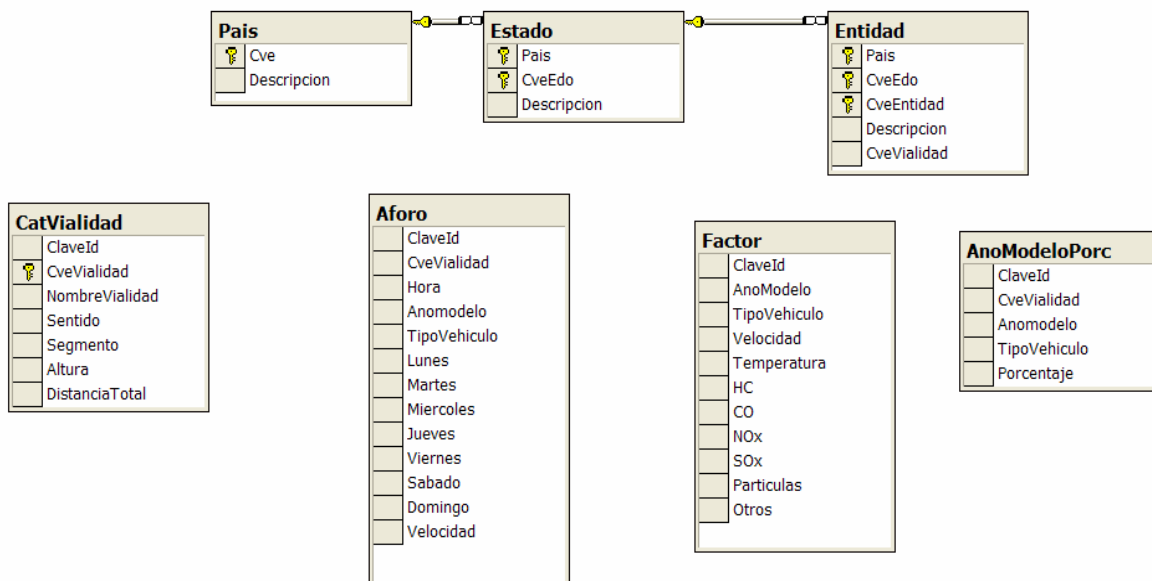 Pais
Cve
Descripcion
Estado
Pais
CveEdo
Descripcion
Entidad
Pais
CveEdo
CveEntidad
Descripcion
CveVialidad
CatVialidad
ClaveId
CveVialidad
NombreVialidad
Sentido
Segmento
Altura
DistanciaTotal
Aforo
ClaveId
CveVialidad
Hora
Anomodelo
TipoVehiculo
Lunes
Martes
Miercoles
Jueves
Viernes
Sabado
Domingo
Velocidad
Factor
ClaveId
AnoModelo
TipoVehiculo
Velocidad
Temperatura
HC
CO
NOx
SOx
Particulas
Otros
AnoModeloPorc
ClaveId
CveVialidad
Anomodelo
TipoVehiculo
Porcentaje